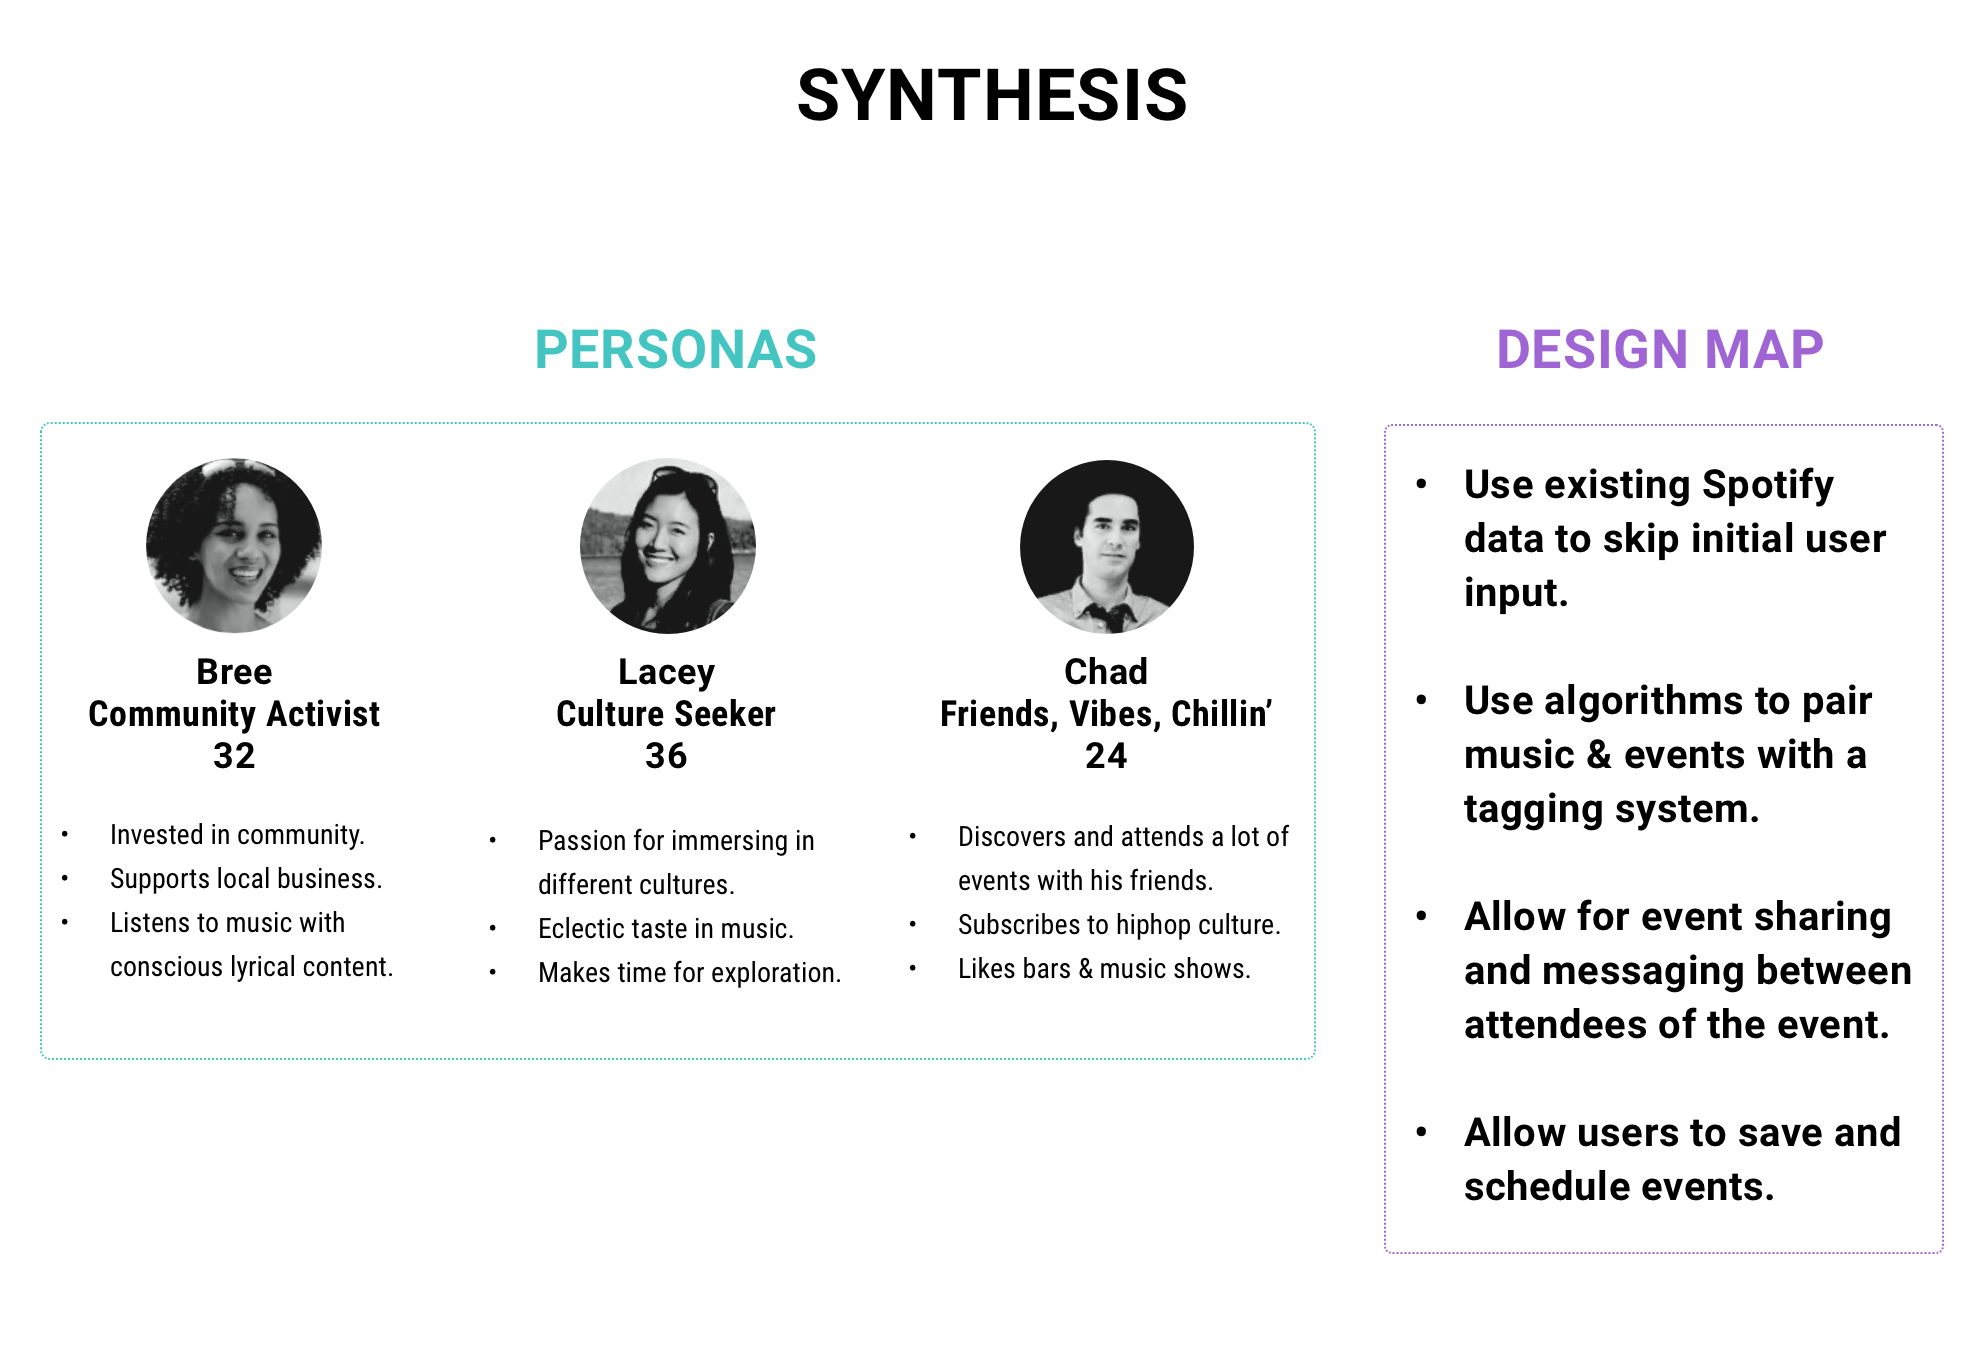 SYNTHESIS
PERSONAS
Bree
Community Activist
32
• Invested in community.
• Supports local business.
• Listens to music with
conscious lyrical content.
Lacey
Culture Seeker
36
• Passion for immersing in
different cultures.
• Eclectic taste in music.
• Makes time for exploration.
Chad
Friends, Vibes, Chillin’
24
• Discovers and attends a lot of
events with his friends.
• Subscribes to hiphop culture.
• Likes bars & music shows.
DESIGN MAP
• Use existing Spotify
data to skip initial user
input.
• Use algorithms to pair
music & events with a
tagging system.
• Allow for event sharing
and messaging between
attendees of the event.
• Allow users to save and
schedule events.